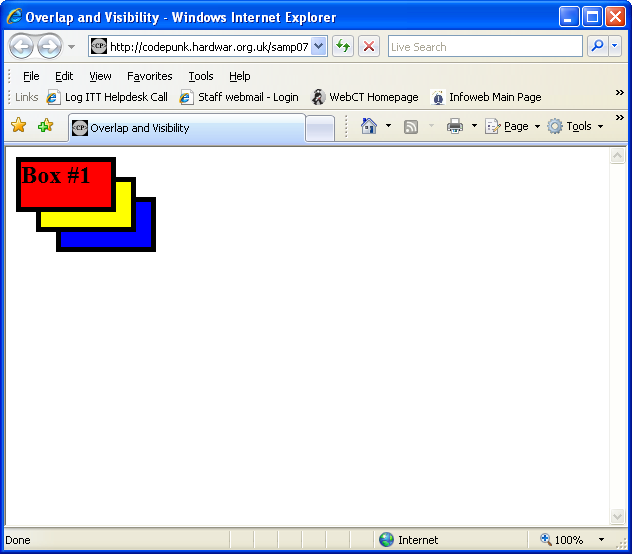 Overlap and Visibility - Windows Internet Explorer
<CP> http://codepunk.hardwar.org.uk/samp07 Live Search
File Edit View Favorites Tools Help
Links Log ITT Helpdesk Call Staff webmail - Login WebCT Homepage Infoweb Main Page »
<CP> Overlap and Visibility Page Tools »
Box #1
Done Internet 100%